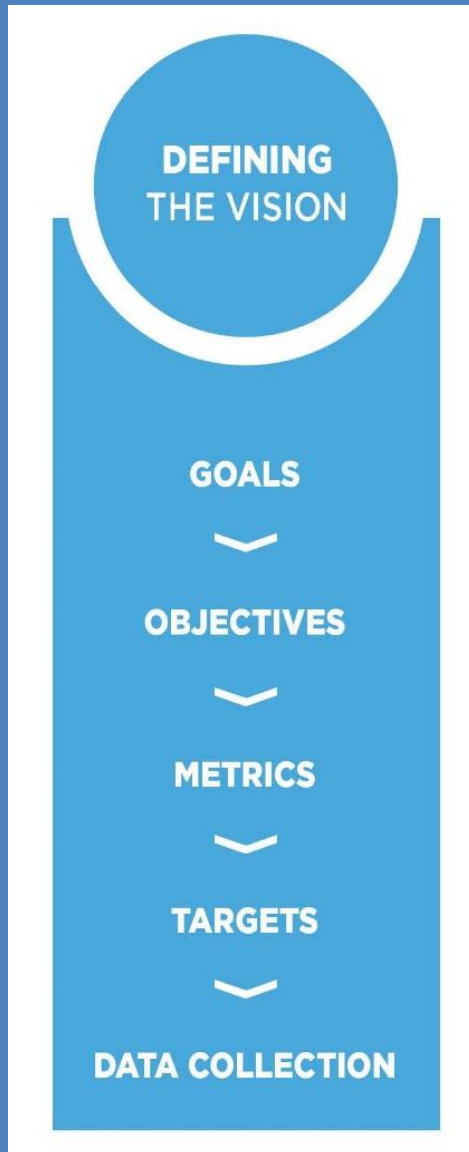 DEFINING
THE VISION
GOALS
OBJECTIVES
METRICS
TARGETS
DATA COLLECTION